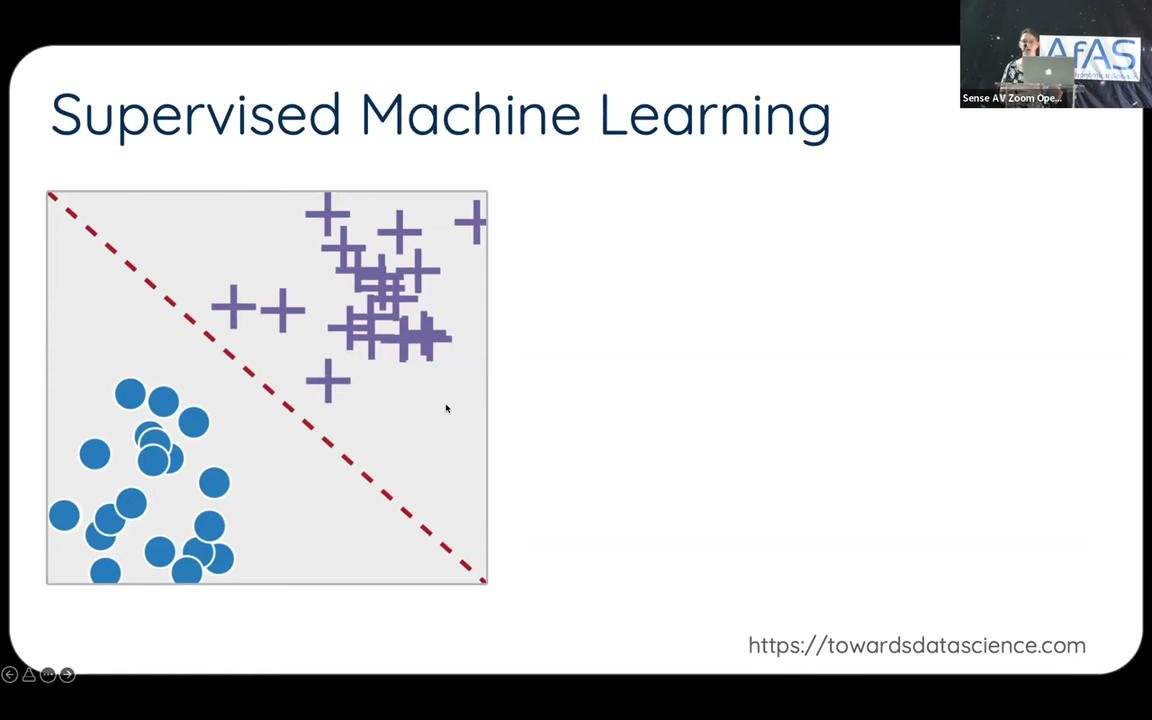 Supervised Machine Learning
AfAS
Sense AV Zoom Ope...
https://towardsdatascience.com